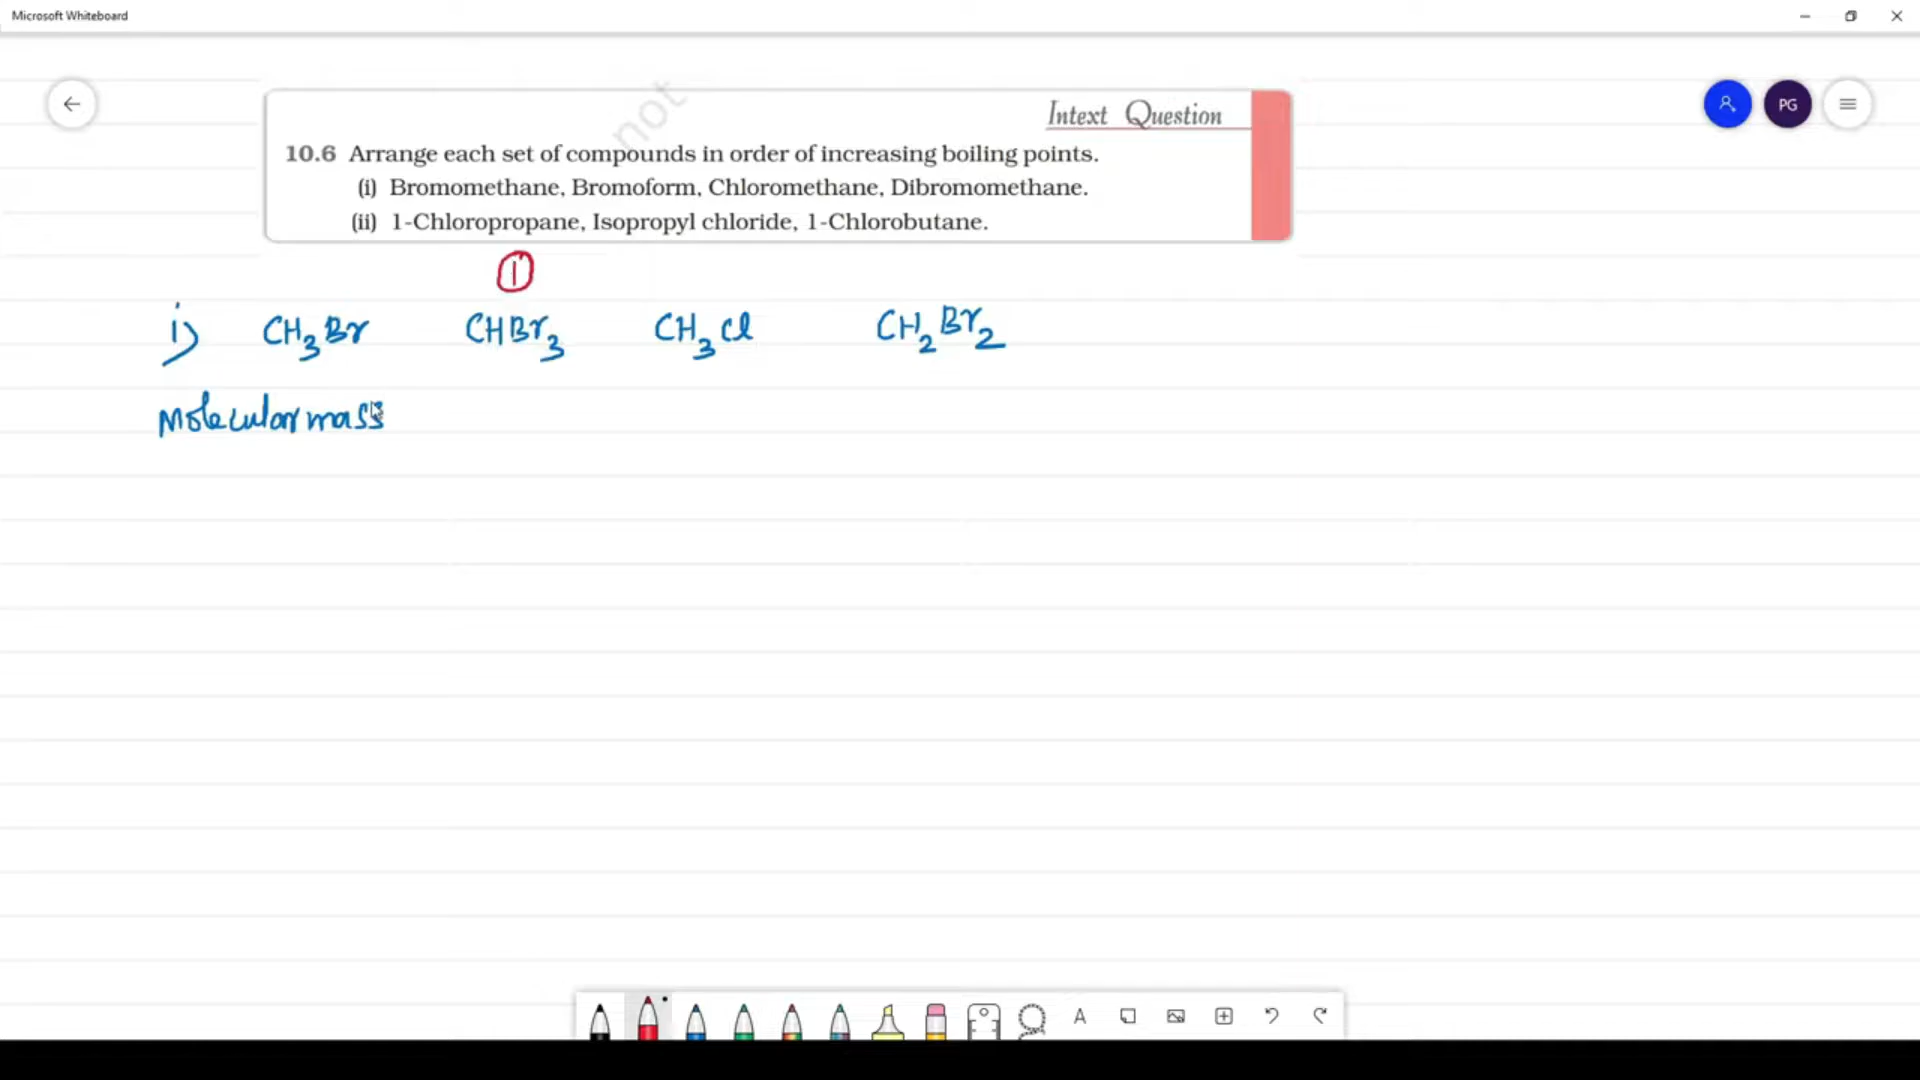 Microsoft Whiteboard
not
PG
Intext Question
10.6 Arrange each set of compounds in order of increasing boiling points.
(i) Bromomethane, Bromoform, Chloromethane, Dibromomethane.
(ii) 1-Chloropropane, Isopropyl chloride, 1-Chlorobutane.
①
i) CH₃Br CHBr₃ CH₃Cl CH₂Br₂
Molecular mass
A